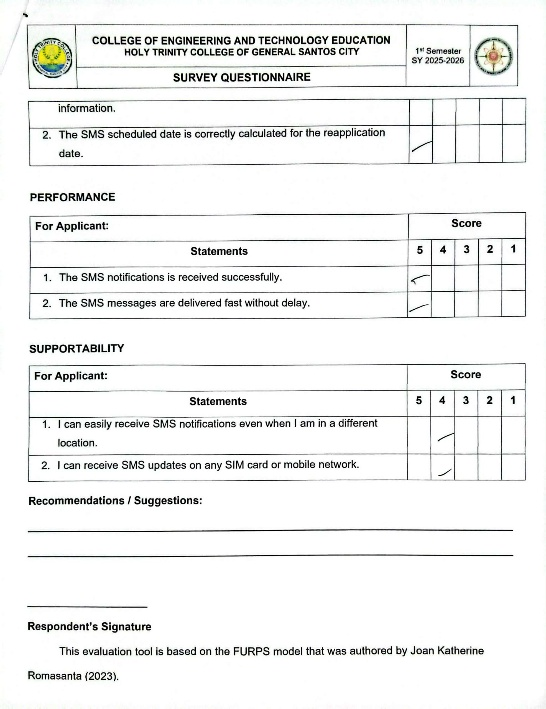 COLLEGE OF ENGINEERING AND TECHNOLOGY EDUCATION
HOLY TRINITY COLLEGE OF GENERAL SANTOS CITY
SURVEY QUESTIONNAIRE
1st Semester
SY 2025-2026
information.
2. The SMS scheduled date is correctly calculated for the reapplication
date.
PERFORMANCE
For Applicant:
Score
Statements
5 4 3 2 1
1. The SMS notifications is received successfully.
2. The SMS messages are delivered fast without delay.
SUPPORTABILITY
For Applicant:
Score
Statements
5 4 3 2 1
1. I can easily receive SMS notifications even when I am in a different
location.
2. I can receive SMS updates on any SIM card or mobile network.
Recommendations / Suggestions:
Respondent's Signature
This evaluation tool is based on the FURPS model that was authored by Joan Katherine
Romasanta (2023).